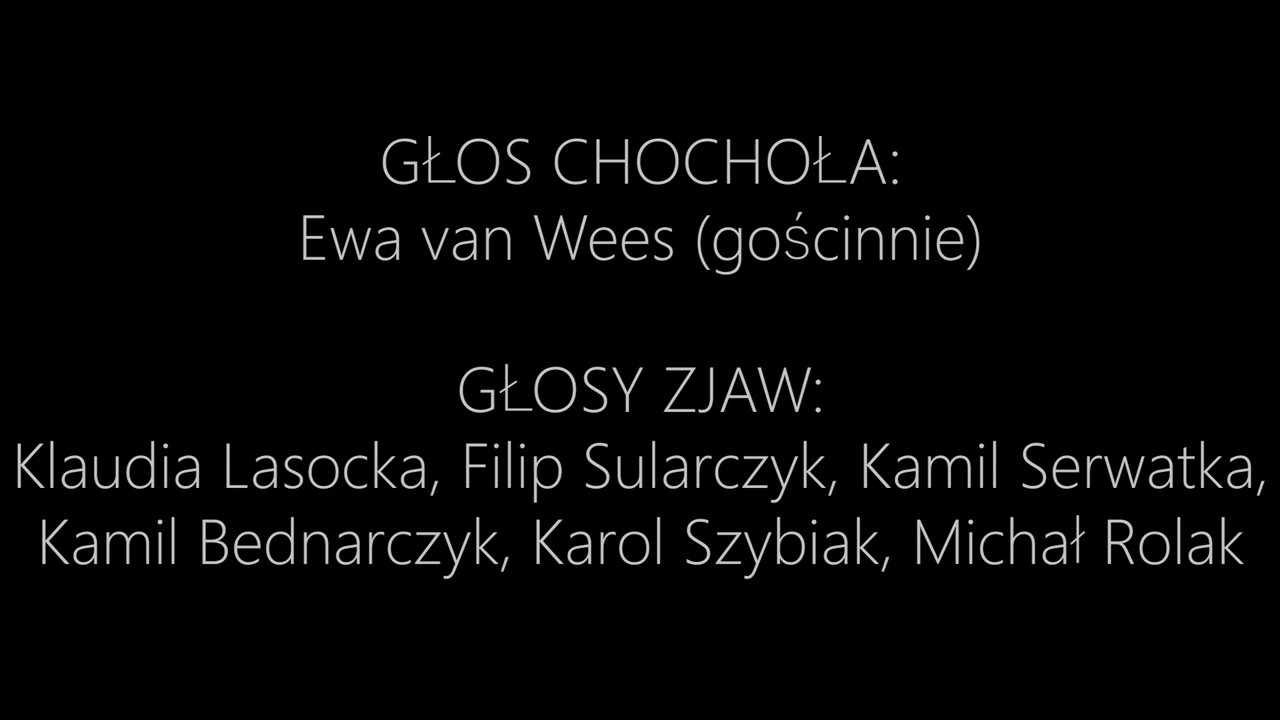 GŁOS CHOCHOŁA:
Ewa van Wees (gościnnie)
GŁOSY ZJAW:
Klaudia Lasocka, Filip Sularczyk, Kamil Serwatka,
Kamil Bednarczyk, Karol Szybiak, Michał Rolak